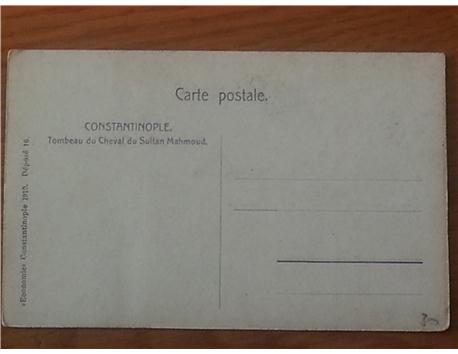 Carte postale.
CONSTANTINOPLE.
Tombeau du Cheval du Sultan Mahmoud.
«Economie» Constantinople 1910. Déposé 16.